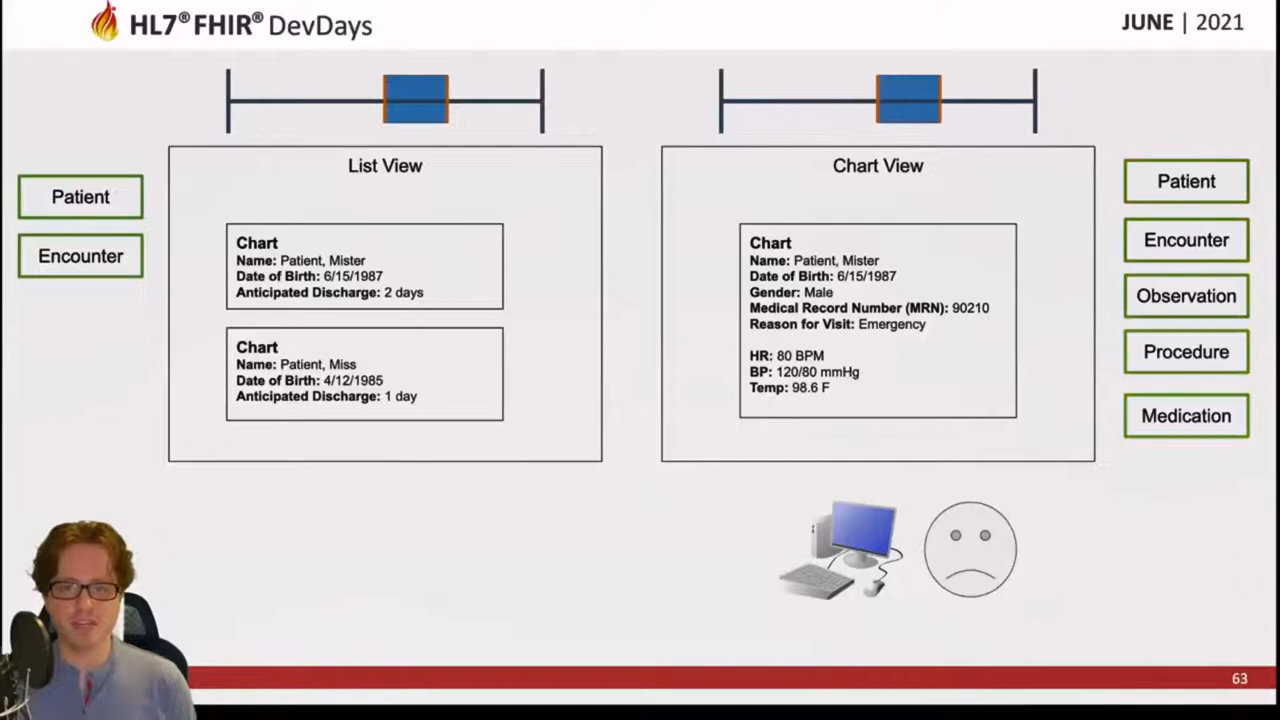 HL7® FHIR® DevDays
JUNE | 2021
Patient
Encounter
List View
Chart
Name: Patient, Mister
Date of Birth: 6/15/1987
Anticipated Discharge: 2 days
Chart
Name: Patient, Miss
Date of Birth: 4/12/1985
Anticipated Discharge: 1 day
Chart View
Chart
Name: Patient, Mister
Date of Birth: 6/15/1987
Gender: Male
Medical Record Number (MRN): 90210
Reason for Visit: Emergency
HR: 80 BPM
BP: 120/80 mmHg
Temp: 98.6 F
Patient
Encounter
Observation
Procedure
Medication
63